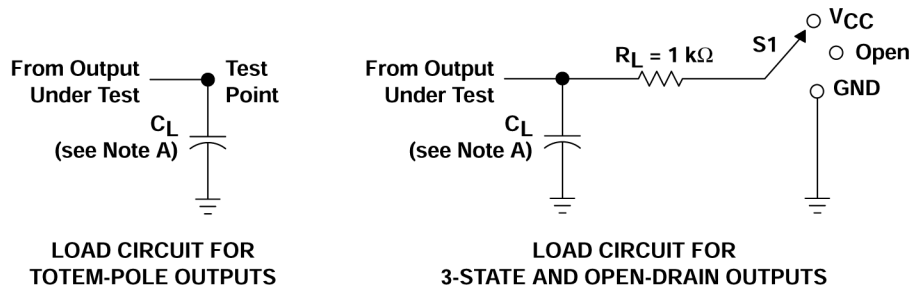 From Output
Under Test
Test
Point
CL
(see Note A)
LOAD CIRCUIT FOR
TOTEM-POLE OUTPUTS
From Output
Under Test
RL = 1 kΩ
S1
VCC
Open
GND
CL
(see Note A)
LOAD CIRCUIT FOR
3-STATE AND OPEN-DRAIN OUTPUTS